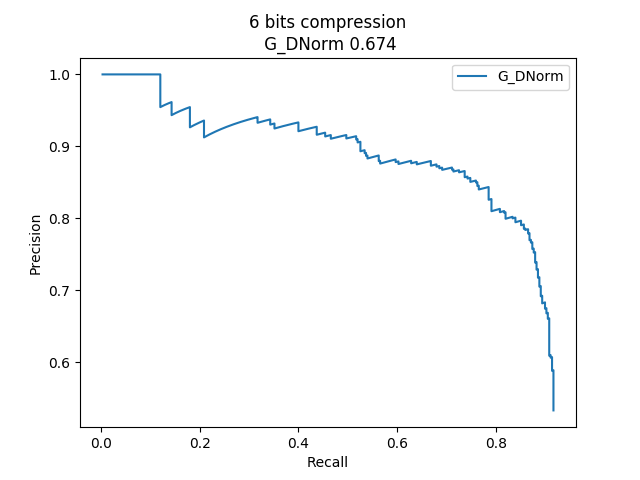 6 bits compression
G_DNorm 0.674
G_DNorm
1.0
0.9
0.8
0.7
0.6
Precision
0.0 0.2 0.4 0.6 0.8
Recall